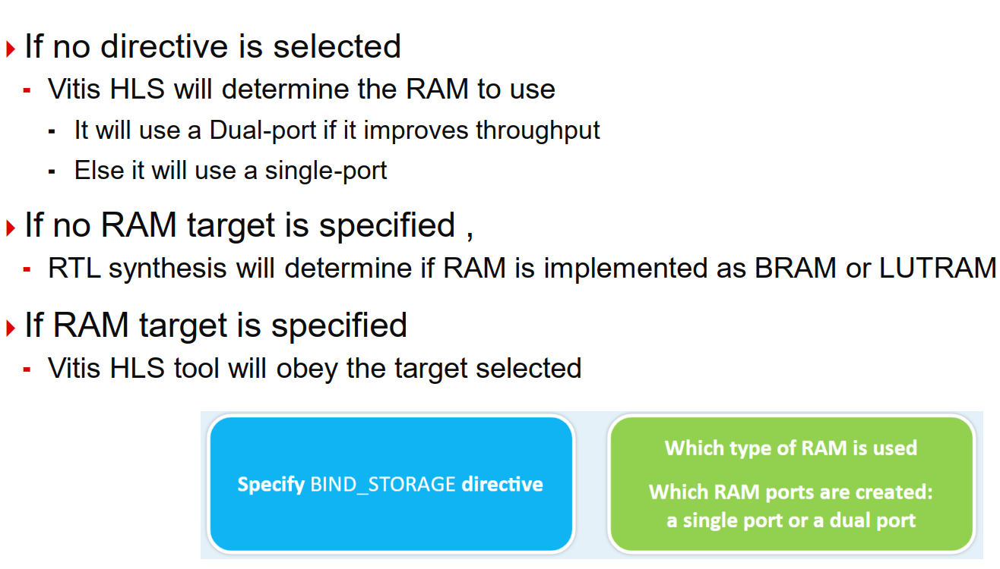 If no directive is selected
- Vitis HLS will determine the RAM to use
- It will use a Dual-port if it improves throughput
- Else it will use a single-port
If no RAM target is specified ,
- RTL synthesis will determine if RAM is implemented as BRAM or LUTRAM
If RAM target is specified
- Vitis HLS tool will obey the target selected
Specify BIND_STORAGE directive
Which type of RAM is used
Which RAM ports are created:
a single port or a dual port